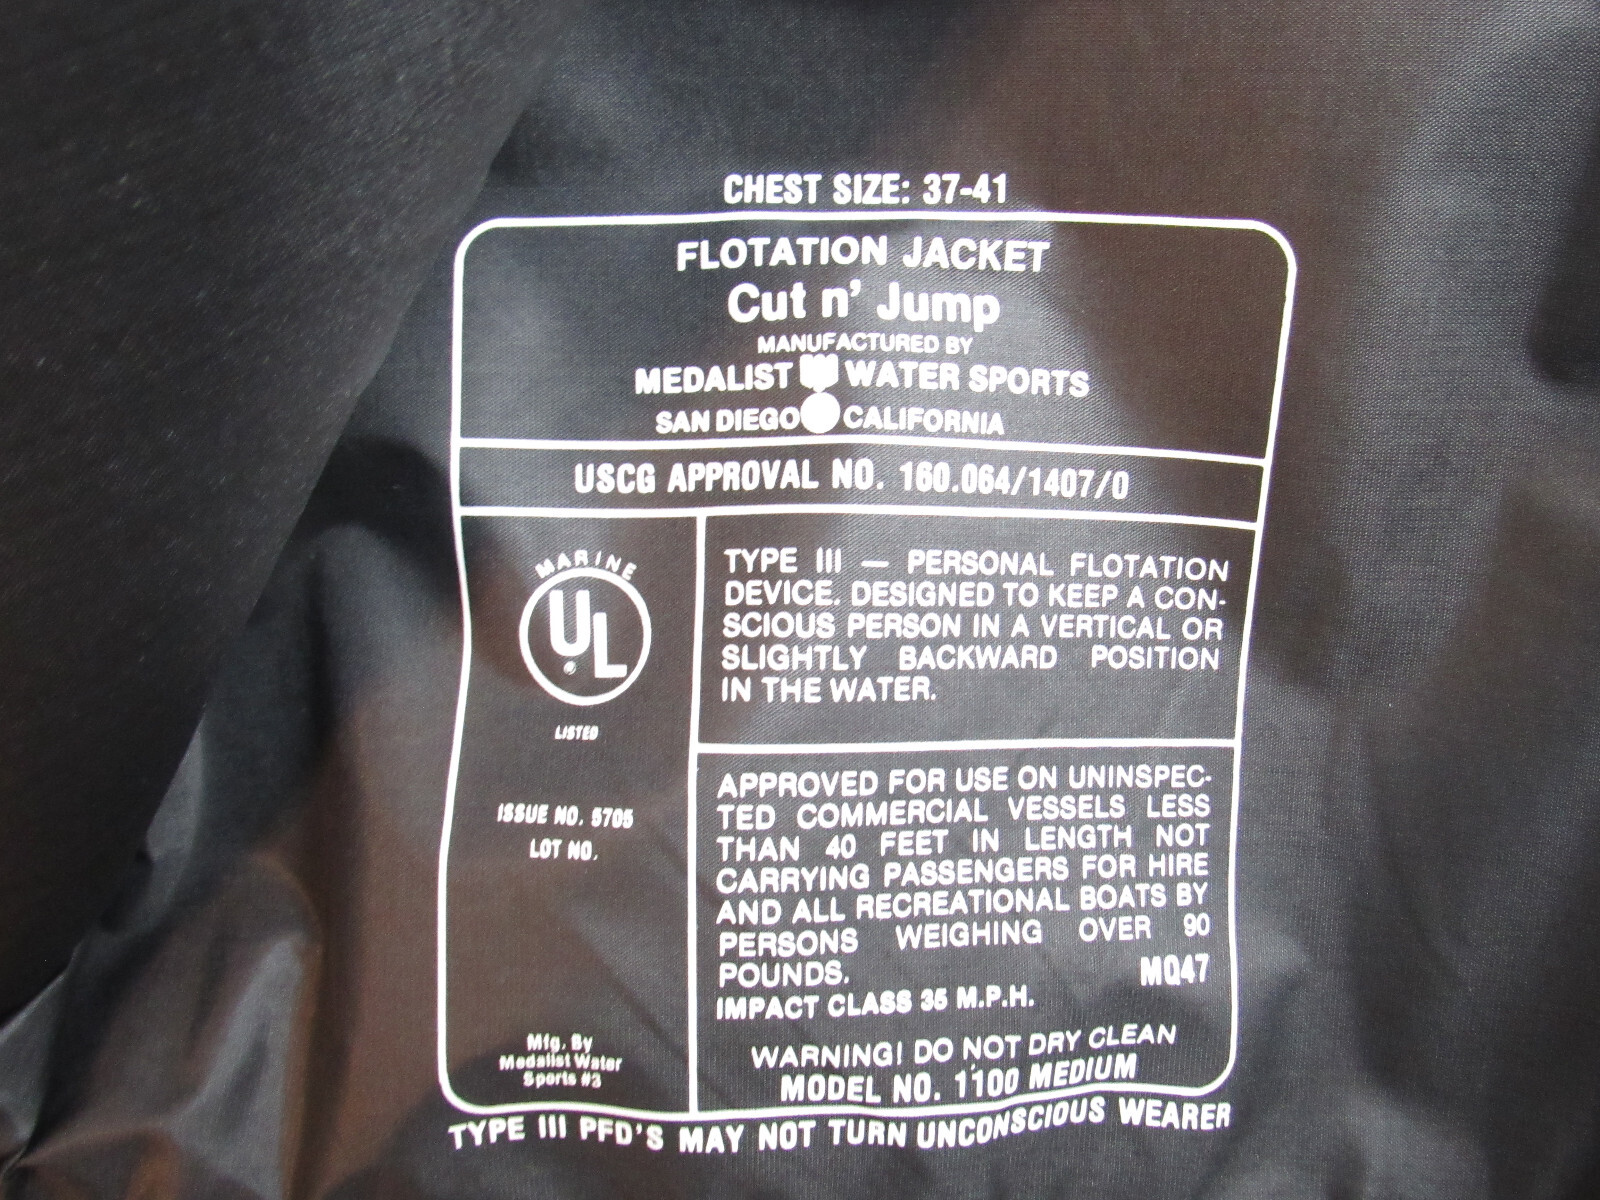 CHEST SIZE: 37-41
FLOTATION JACKET
Cut n' Jump
MANUFACTURED BY
MEDALIST WATER SPORTS
SAN DIEGO CALIFORNIA
USCG APPROVAL NO. 160.064/1407/0
MARINE
UL
®
LISTED
ISSUE NO. 5705
LOT NO.
Mfg. By
Medalist Water
Sports #3
TYPE III — PERSONAL FLOTATION
DEVICE. DESIGNED TO KEEP A CON-
SCIOUS PERSON IN A VERTICAL OR
SLIGHTLY BACKWARD POSITION
IN THE WATER.
APPROVED FOR USE ON UNINSPEC-
TED COMMERCIAL VESSELS LESS
THAN 40 FEET IN LENGTH NOT
CARRYING PASSENGERS FOR HIRE
AND ALL RECREATIONAL BOATS BY
PERSONS WEIGHING OVER 90
POUNDS. MQ47
IMPACT CLASS 35 M.P.H.
WARNING! DO NOT DRY CLEAN
MODEL NO. 1100 MEDIUM
TYPE III PFD'S MAY NOT TURN UNCONSCIOUS WEARER